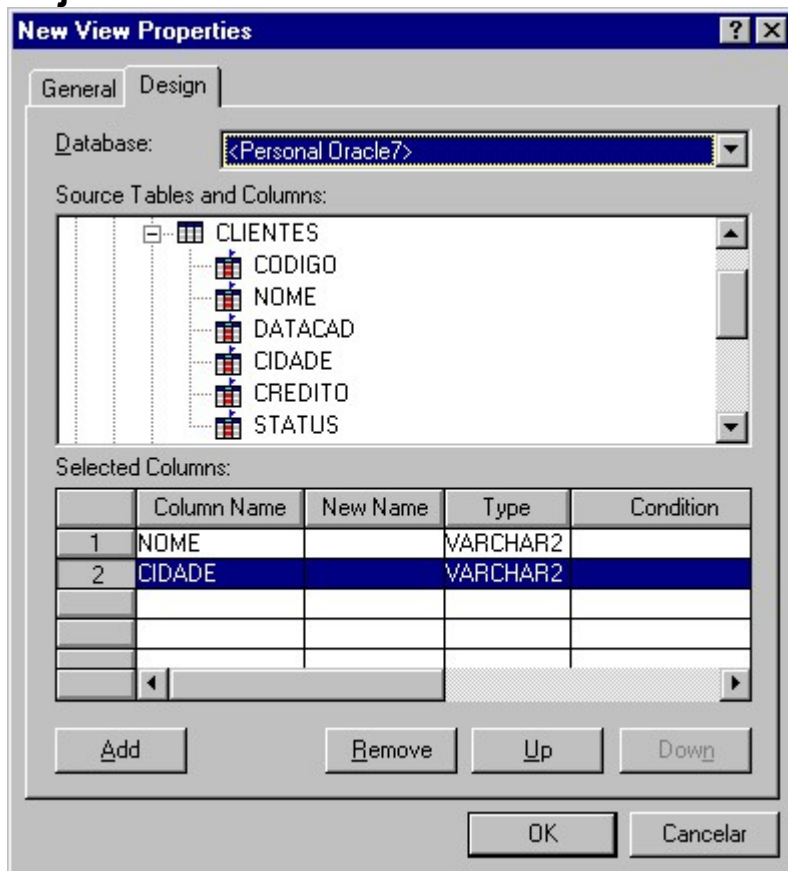 New View Properties
General Design
Database: <Personal Oracle7>
Source Tables and Columns:
CLIENTES
CODIGO
NOME
DATACAD
CIDADE
CREDITO
STATUS
Selected Columns:
Column Name New Name Type Condition
1 NOME VARCHAR2
2 CIDADE VARCHAR2
Add Remove Up Down
OK Cancelar